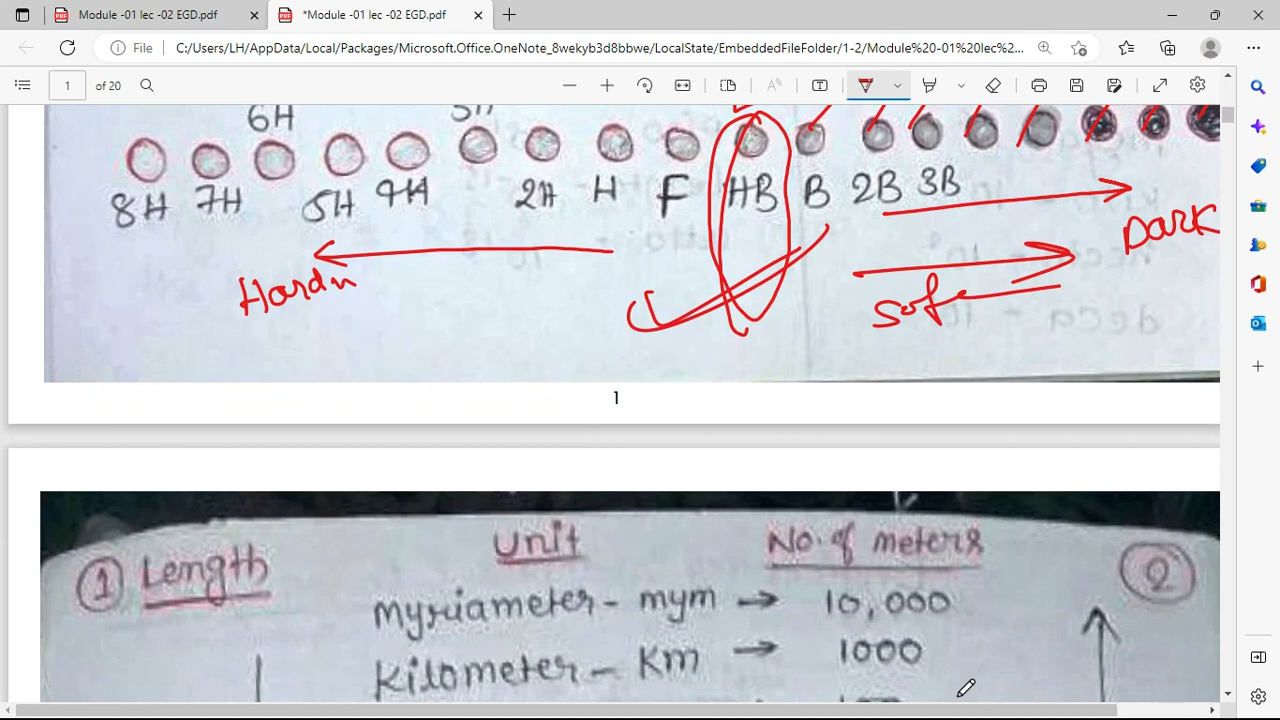 Module -01 lec -02 EGD.pdf
*Module -01 lec -02 EGD.pdf
File
C:/Users/LH/AppData/Local/Packages/Microsoft.Office.OneNote_8wekyb3d8bbwe/LocalState/EmbeddedFileFolder/1-2/Module%20-01%20lec%...
1 of 20
6H
8H 7H 5H 4H 2H H F HB B 2B 3B
Dark
1
① Length Unit No. of meters ②
myriameter - mym → 10,000
Kilometer - Km → 1000